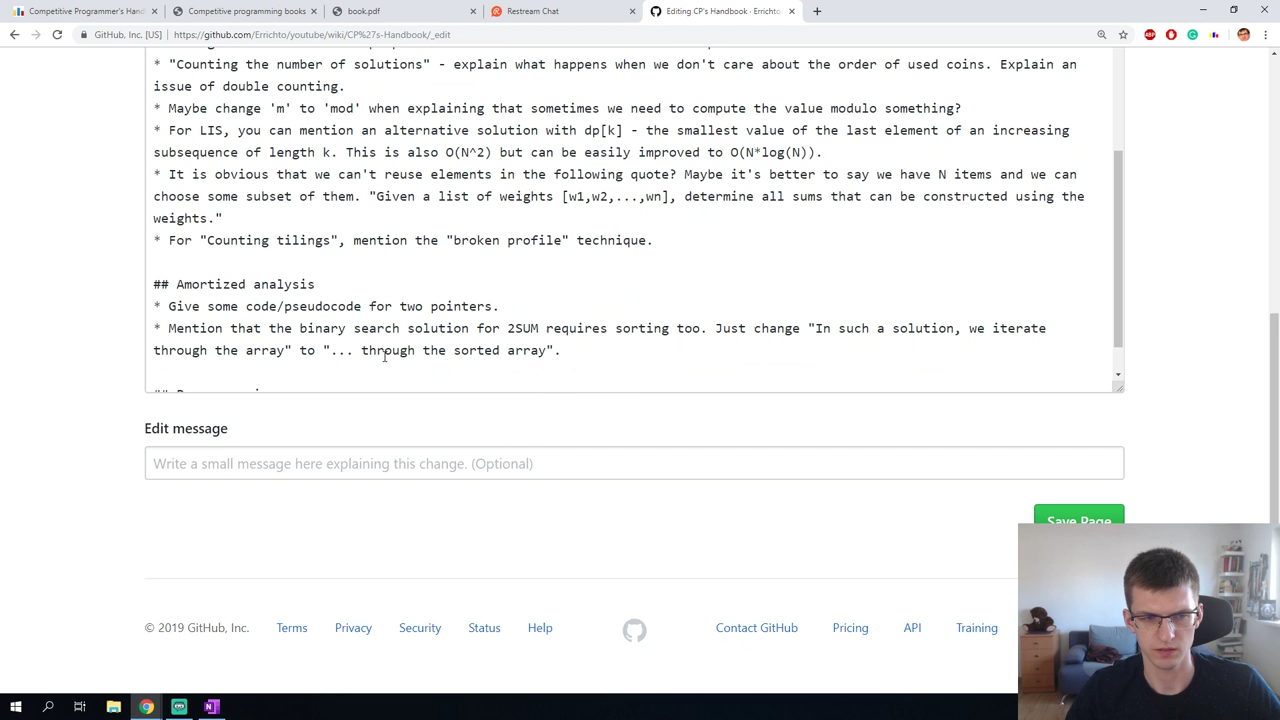 Competitive Programmer's Hand
Competitive programming books
book.pdf
Restream Chat
Editing CP's Handbook · Errichto
GitHub, Inc. [US] | https://github.com/Errichto/youtube/wiki/CP%27s-Handbook/_edit
* "Counting the number of solutions" - explain what happens when we don't care about the order of used coins. Explain an
issue of double counting.
* Maybe change 'm' to 'mod' when explaining that sometimes we need to compute the value modulo something?
* For LIS, you can mention an alternative solution with dp[k] - the smallest value of the last element of an increasing
subsequence of length k. This is also O(N^2) but can be easily improved to O(N*log(N)).
* It is obvious that we can't reuse elements in the following quote? Maybe it's better to say we have N items and we can
choose some subset of them. "Given a list of weights [w1,w2,...,wn], determine all sums that can be constructed using the
weights."
* For "Counting tilings", mention the "broken profile" technique.
## Amortized analysis
* Give some code/pseudocode for two pointers.
* Mention that the binary search solution for 2SUM requires sorting too. Just change "In such a solution, we iterate
through the array" to "... through the sorted array".
Edit message
Write a small message here explaining this change. (Optional)
Save Page
© 2019 GitHub, Inc.
Terms
Privacy
Security
Status
Help
Contact GitHub
Pricing
API
Training